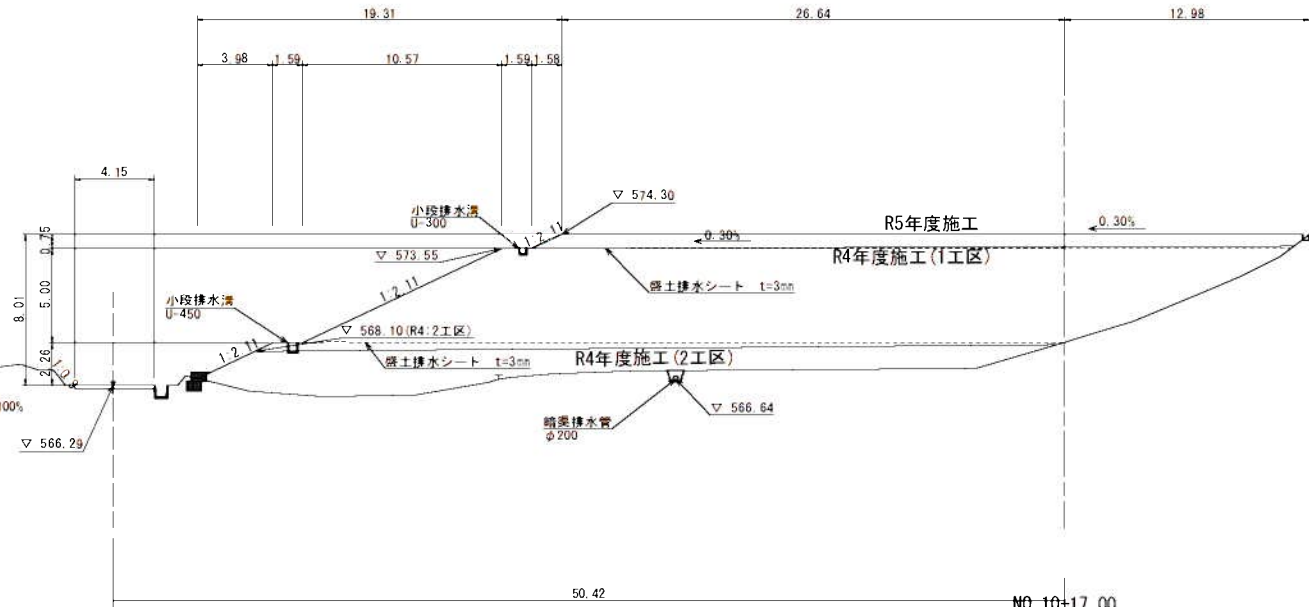 19.31
26.64
12.98
3.98
1.59
10.57
1.59
1.58
4.15
▽ 574.30
小段排水溝
U-300
1:2.11
R5年度施工
0.30%
0.30%
0.75
▽ 573.55
R4年度施工(1工区)
盛土排水シート t=3mm
1:2.11
5.00
8.01
小段排水溝
U-450
▽ 568.10(R4:2工区)
1:2.11
盛土排水シート t=3mm
R4年度施工(2工区)
2.26
00%
▽ 566.29
暗渠排水管
φ200
▽ 566.64
50.42
NO.10+17.00